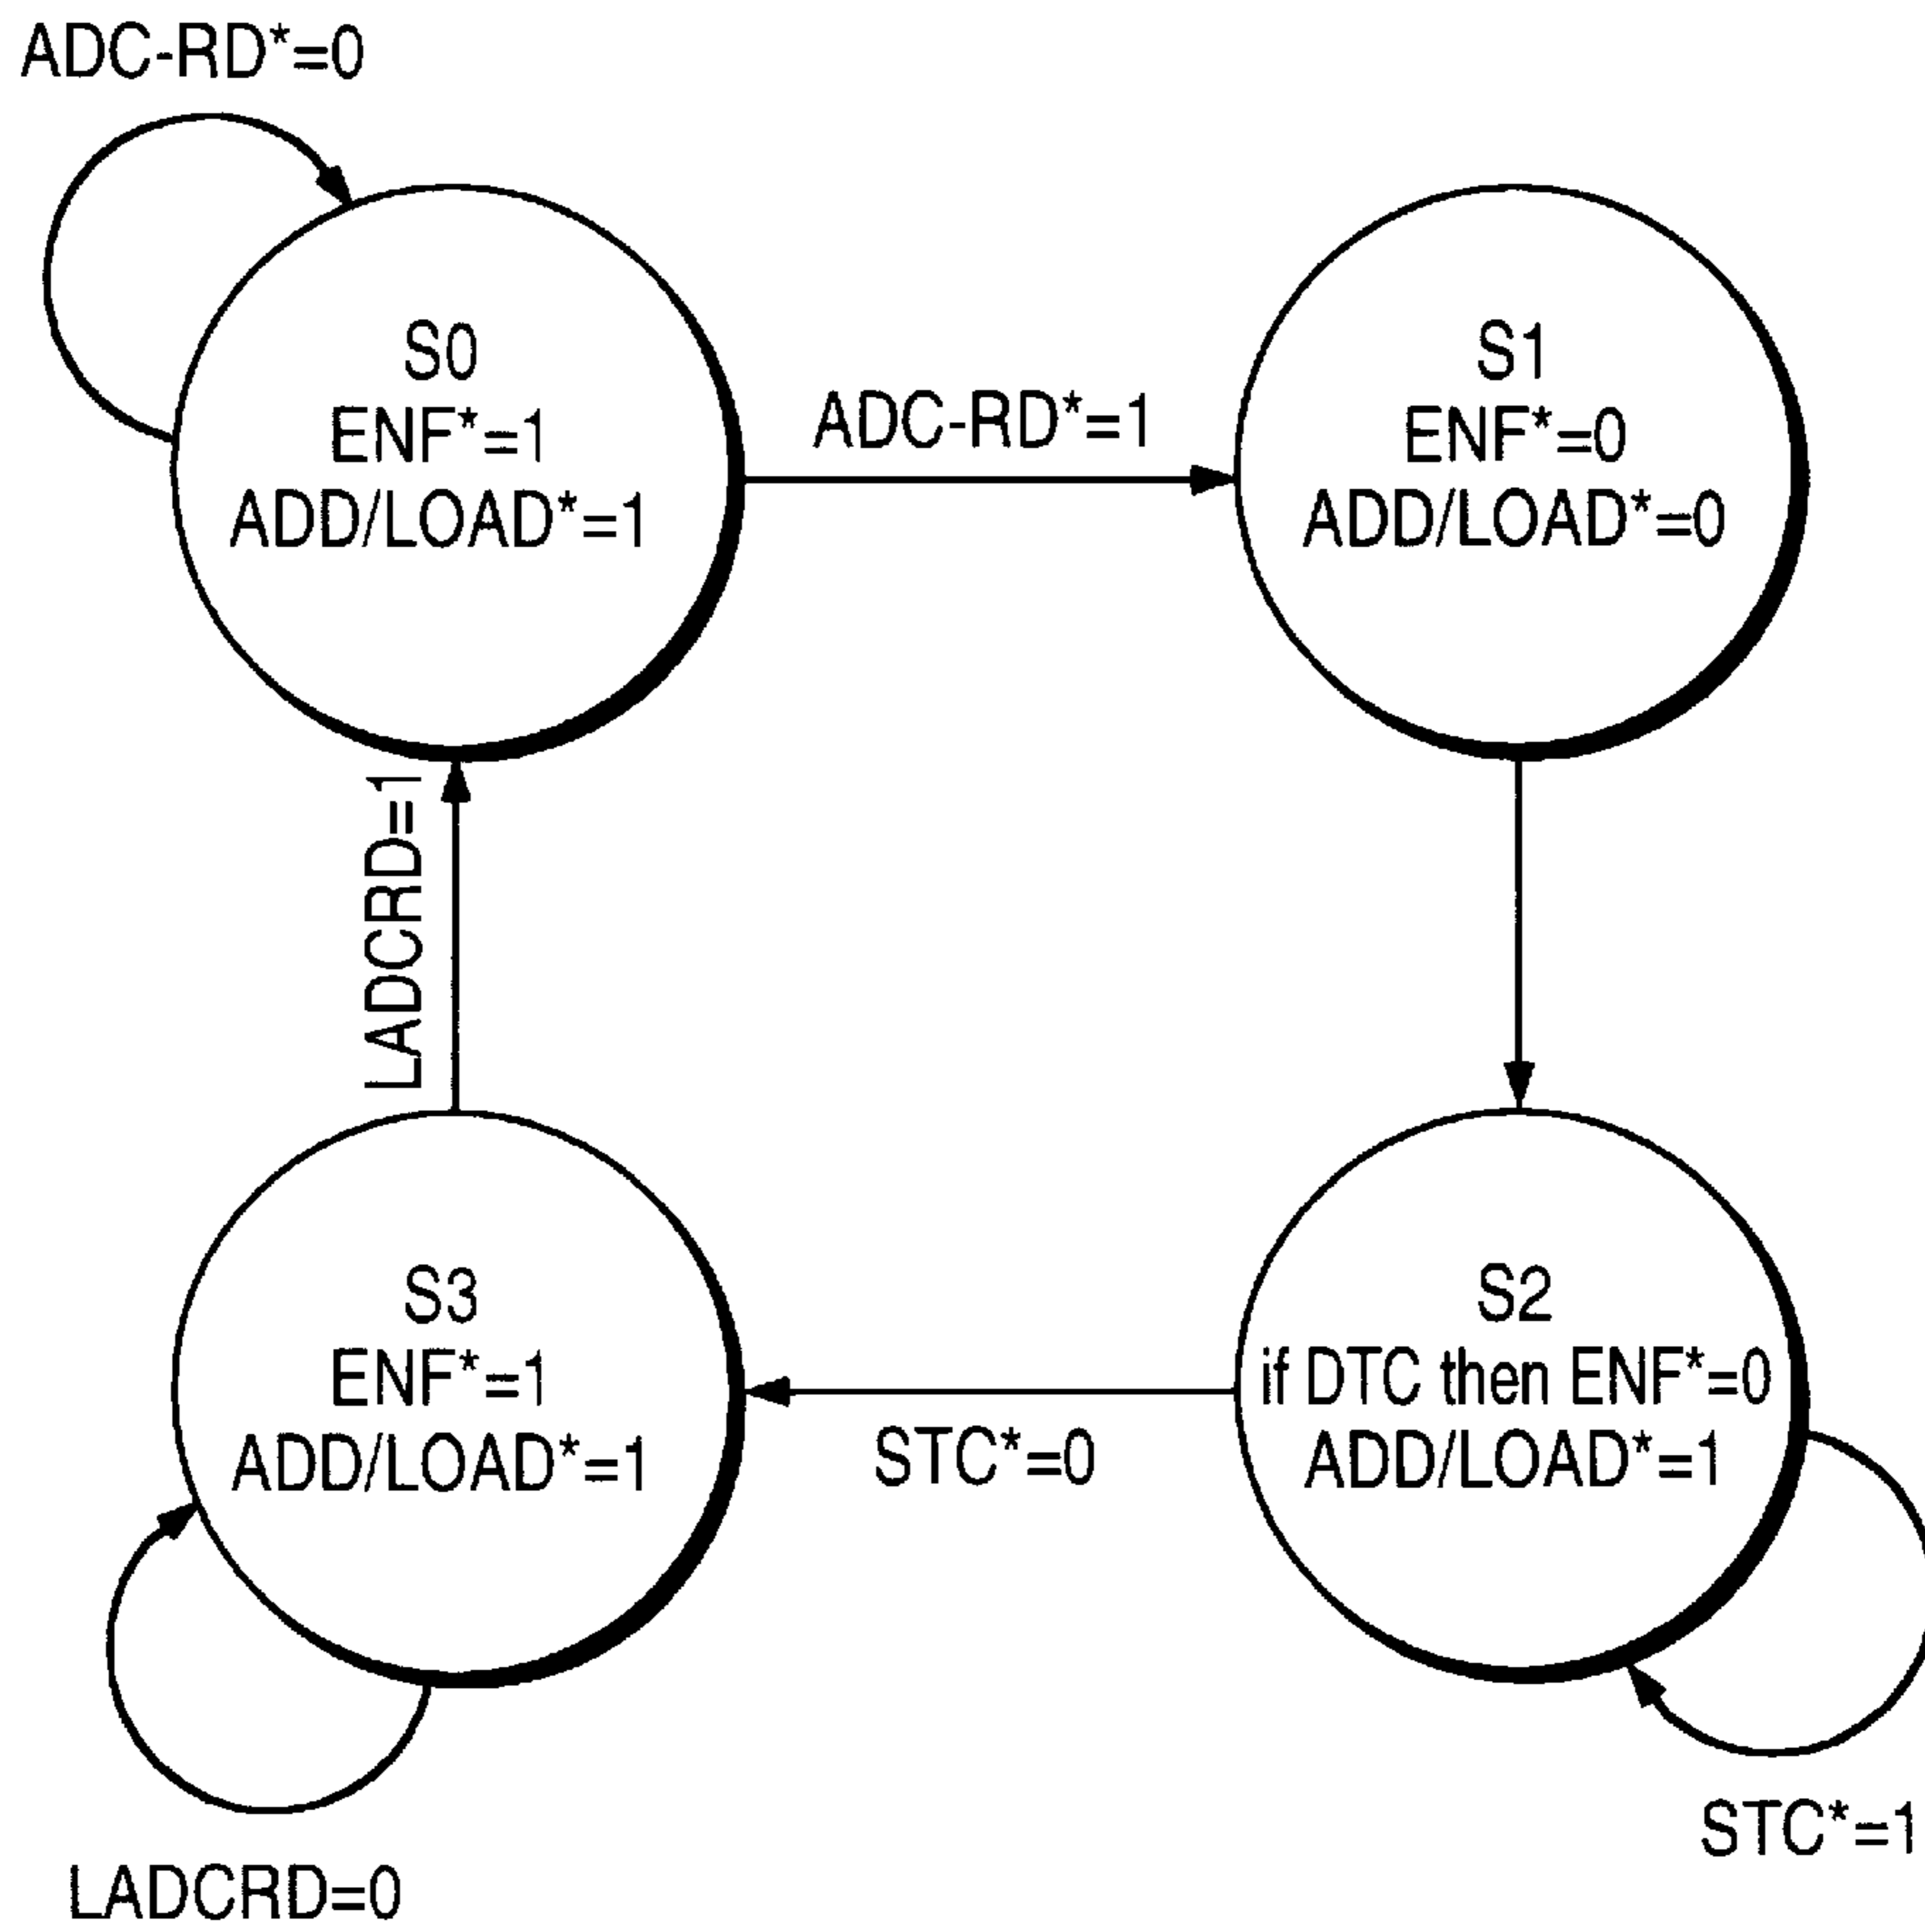 ADC-RD*=0
S0
ENF*=1
ADD/LOAD*=1
ADC-RD*=1
S1
ENF*=0
ADD/LOAD*=0
LADCRD=1
S3
ENF*=1
ADD/LOAD*=1
STC*=0
S2
if DTC then ENF*=0
ADD/LOAD*=1
STC*=1
LADCRD=0